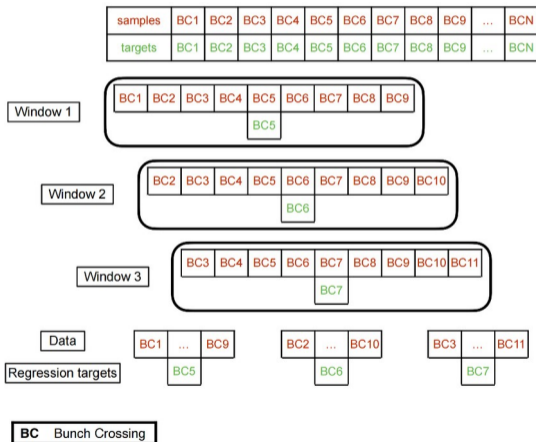 samples BC1 BC2 BC3 BC4 BC5 BC6 BC7 BC8 BC9 ... BCN
targets BC1 BC2 BC3 BC4 BC5 BC6 BC7 BC8 BC9 ... BCN
Window 1
BC1 BC2 BC3 BC4 BC5 BC6 BC7 BC8 BC9
BC5
Window 2
BC2 BC3 BC4 BC5 BC6 BC7 BC8 BC9 BC10
BC6
Window 3
BC3 BC4 BC5 BC6 BC7 BC8 BC9 BC10 BC11
BC7
Data BC1 ... BC9 BC2 ... BC10 BC3 ... BC11
Regression targets BC5 BC6 BC7
BC Bunch Crossing